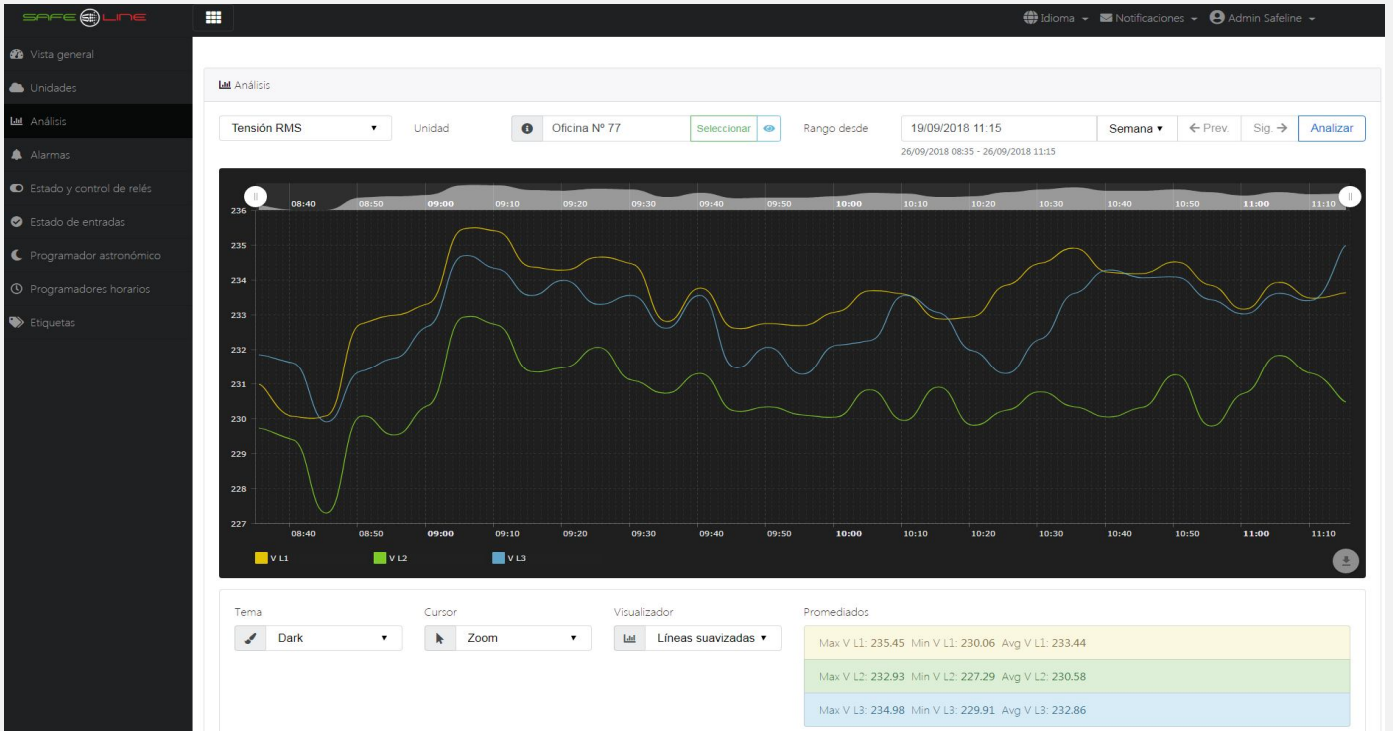 SAFE LINE
Idioma Notificaciones Admin Safeline
Vista general
Unidades
Análisis
Alarmas
Estado y control de relés
Estado de entradas
Programador astronómico
Programadores horarios
Etiquetas
Análisis
Tensión RMS Unidad Oficina Nº 77 Seleccionar Rango desde 19/09/2018 11:15 Semana ← Prev. Sig. → Analizar
26/09/2018 08:35 - 26/09/2018 11:15
08:40 08:50 09:00 09:10 09:20 09:30 09:40 09:50 10:00 10:10 10:20 10:30 10:40 10:50 11:00 11:10
236
235
234
233
232
231
230
229
228
227
08:40 08:50 09:00 09:10 09:20 09:30 09:40 09:50 10:00 10:10 10:20 10:30 10:40 10:50 11:00 11:10
V L1 V L2 V L3
Tema Cursor Visualizador Promediados
Dark Zoom Líneas suavizadas
Max V L1: 235.45 Min V L1: 230.06 Avg V L1: 233.44
Max V L2: 232.93 Min V L2: 227.29 Avg V L2: 230.58
Max V L3: 234.98 Min V L3: 229.91 Avg V L3: 232.86